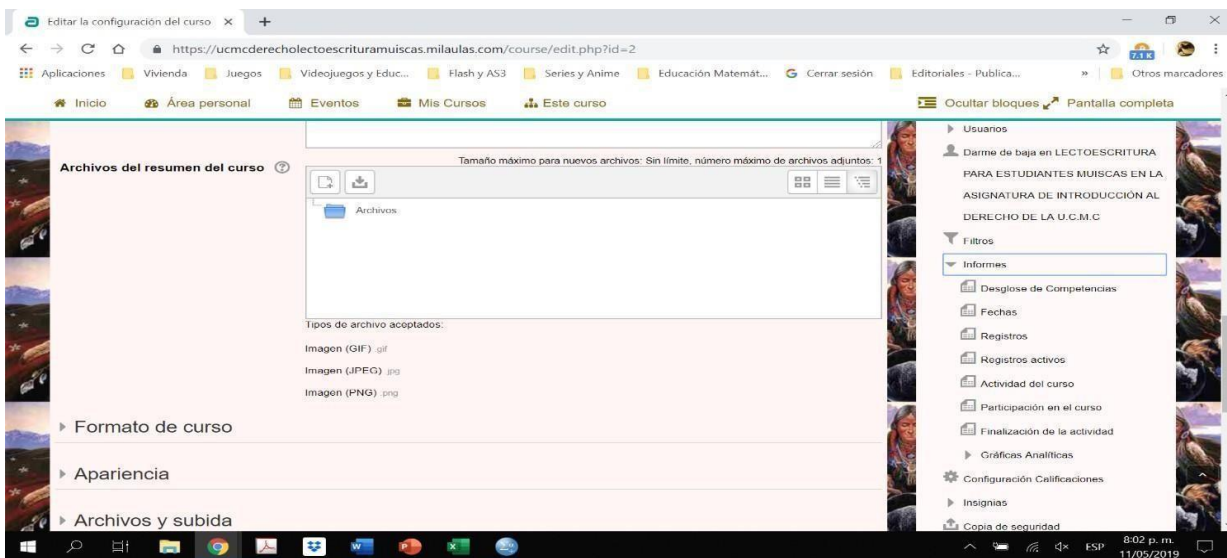 Editar la configuración del curso
https://ucmcderecholectoescrituramuiscas.milaulas.com/course/edit.php?id=2
7.1 K
Aplicaciones Vivienda Juegos Videojuegos y Educ... Flash y AS3 Series y Anime Educación Matemát... G Cerrar sesión Editoriales - Publica... » Otros marcadores
Inicio Área personal Eventos Mis Cursos Este curso Ocultar bloques Pantalla completa
Tamaño máximo para nuevos archivos: Sin límite, número máximo de archivos adjuntos: 1
Archivos del resumen del curso
Archivos
Tipos de archivo aceptados:
Imagen (GIF) .gif
Imagen (JPEG) .jpg
Imagen (PNG) .png
Formato de curso
Apariencia
Archivos y subida
Usuarios
Darme de baja en LECTOESCRITURA
PARA ESTUDIANTES MUISCAS EN LA
ASIGNATURA DE INTRODUCCIÓN AL
DERECHO DE LA U.C.M.C
Filtros
Informes
Desglose de Competencias
Fechas
Registros
Registros activos
Actividad del curso
Participación en el curso
Finalización de la actividad
Gráficas Analíticas
Configuración Calificaciones
Insignias
Copia de seguridad
ESP
8:02 p. m.
11/05/2019